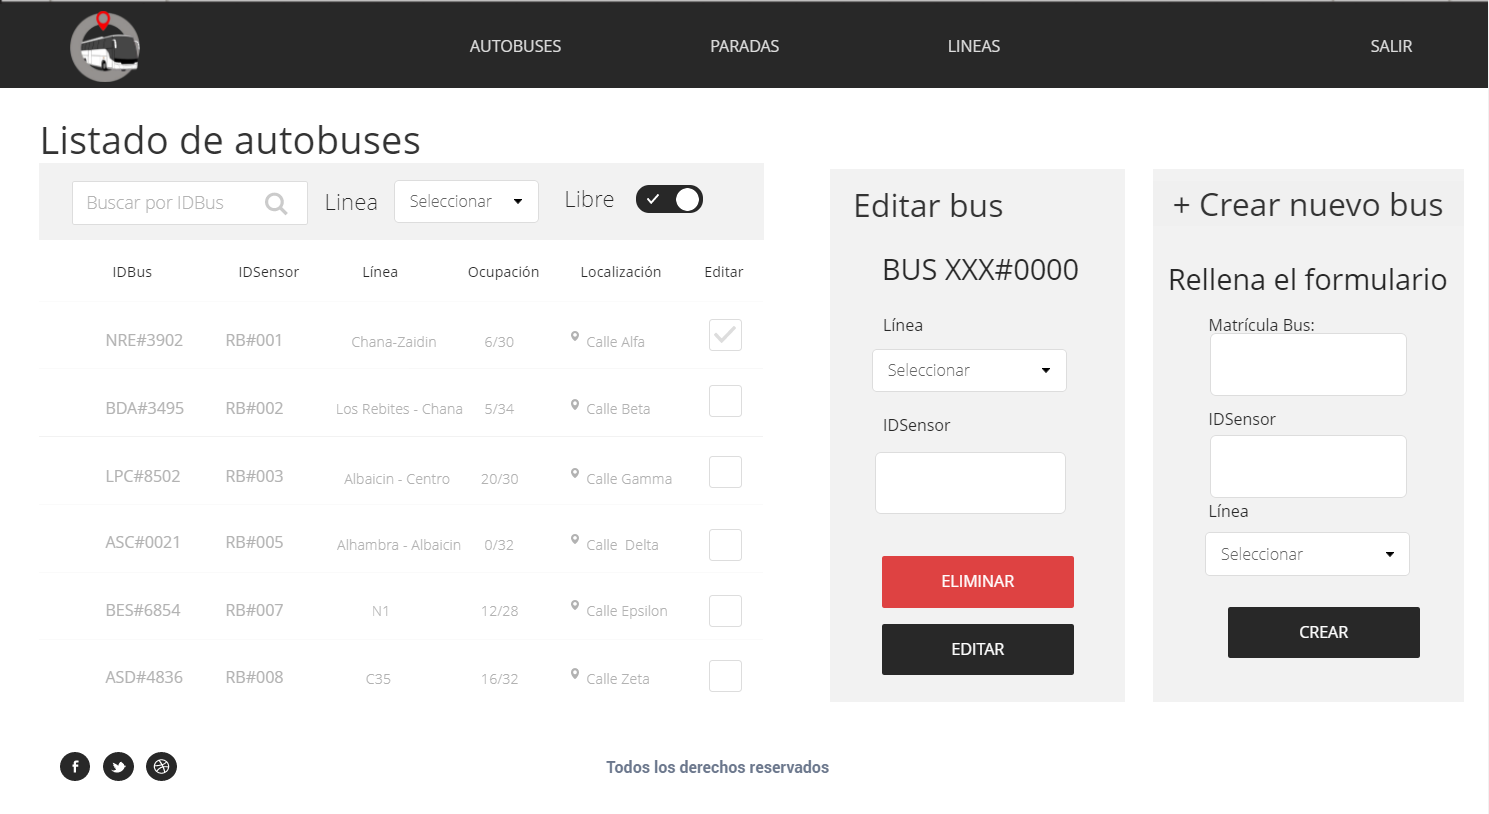 AUTOBUSES PARADAS LINEAS SALIR
Listado de autobuses
Buscar por IDBus Linea Seleccionar Libre
IDBus IDSensor Línea Ocupación Localización Editar
NRE#3902 RB#001 Chana-Zaidin 6/30 Calle Alfa
BDA#3495 RB#002 Los Rebites - Chana 5/34 Calle Beta
LPC#8502 RB#003 Albaicin - Centro 20/30 Calle Gamma
ASC#0021 RB#005 Alhambra - Albaicin 0/32 Calle Delta
BES#6854 RB#007 N1 12/28 Calle Epsilon
ASD#4836 RB#008 C35 16/32 Calle Zeta
Editar bus
BUS XXX#0000
Línea
Seleccionar
IDSensor
ELIMINAR
EDITAR
+ Crear nuevo bus
Rellena el formulario
Matrícula Bus:
IDSensor
Línea
Seleccionar
CREAR
Todos los derechos reservados